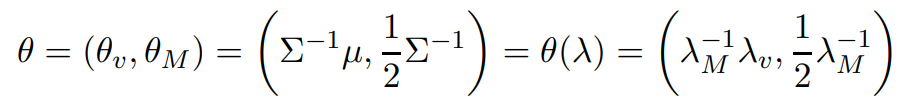 θ = (θ_v, θ_M) = (Σ^{-1}μ, \frac{1}{2}Σ^{-1}) = θ(λ) = (λ_M^{-1}λ_v, \frac{1}{2}λ_M^{-1})